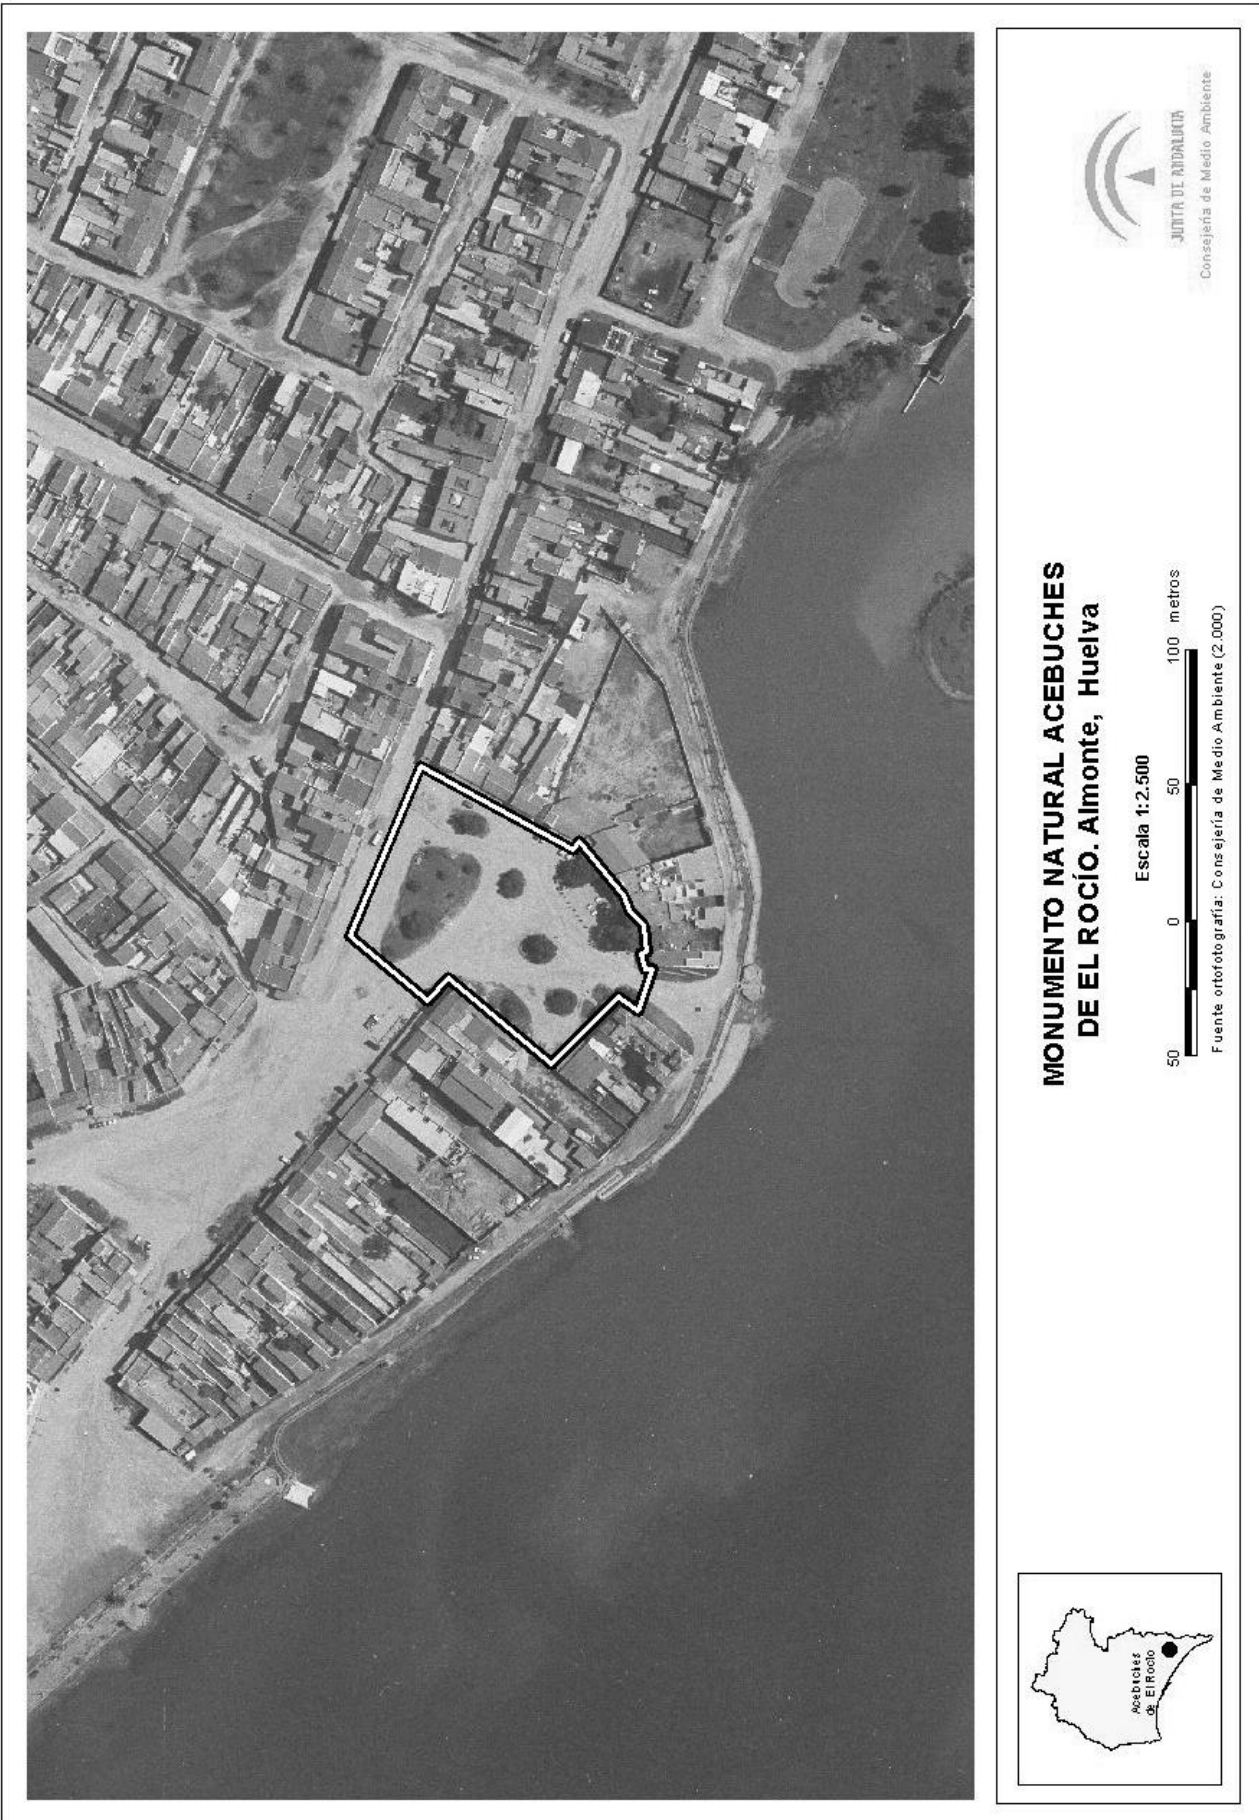 MONUMENTO NATURAL ACEBUCHES
DE EL ROCÍO. Almonte, Huelva
Escala 1:2.500
50 0 50 100 metros
Fuente ortofotografía: Consejería de Medio Ambiente (2.000)
JUNTA DE ANDALUCIA
Consejería de Medio Ambiente
Acebuches
de El Rocío